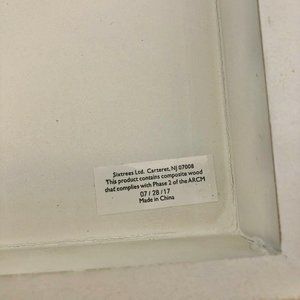 Sixtrees Ltd. Carteret, NJ 07008
This product contains composite wood
that complies with Phase 2 of the ARCM
07 / 28 / 17
Made in China